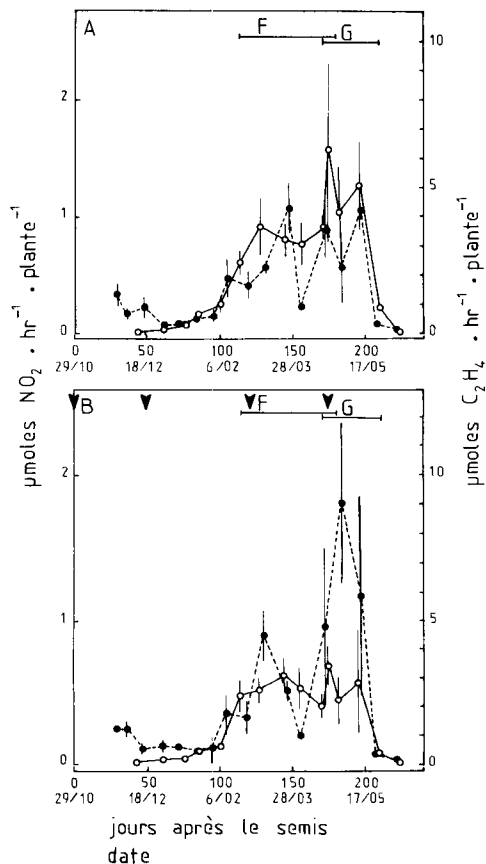 A
F
G
2
1
0
10
5
0
0 50 100 150 200
29/10 18/12 6/02 28/03 17/05
µmoles NO2 · hr-1 · plante-1
µmoles C2H4 · hr-1 · plante-1
B
F
G
2
1
0
10
5
0
0 50 100 150 200
29/10 18/12 6/02 28/03 17/05
jours après le semis
date